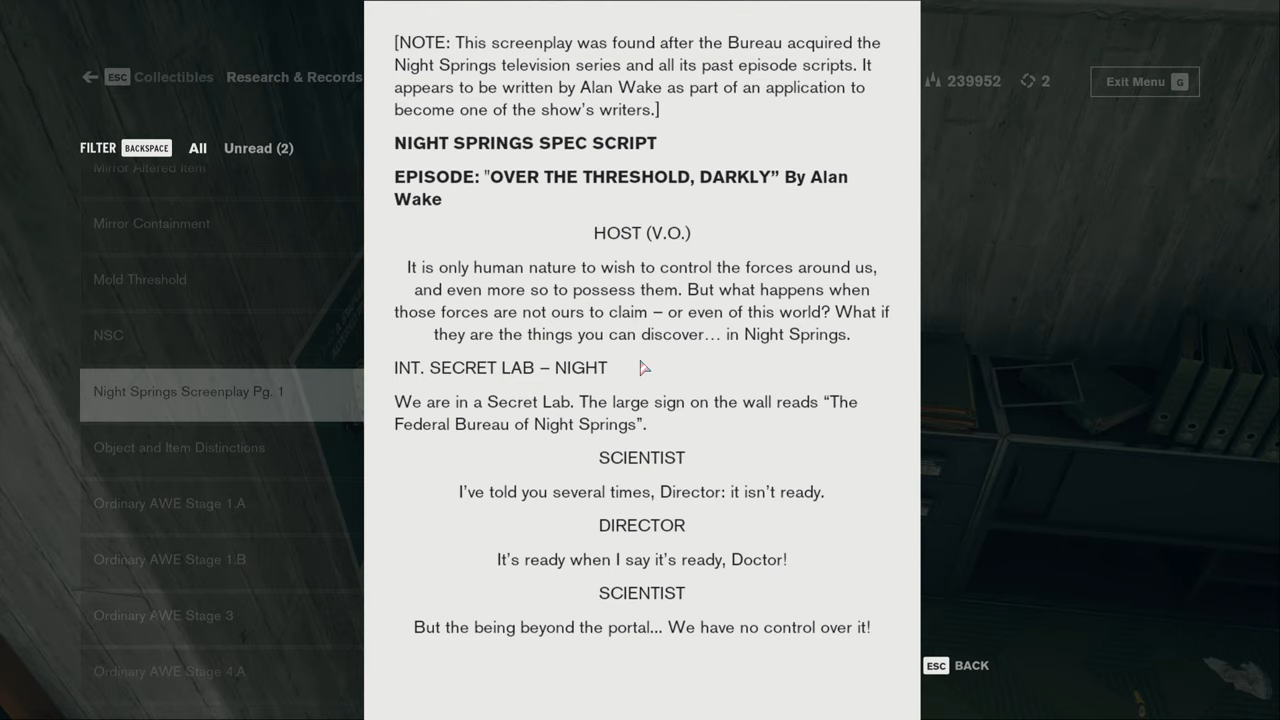 [NOTE: This screenplay was found after the Bureau acquired the
Night Springs television series and all its past episode scripts. It
appears to be written by Alan Wake as part of an application to
become one of the show's writers.]
NIGHT SPRINGS SPEC SCRIPT
EPISODE: "OVER THE THRESHOLD, DARKLY” By Alan
Wake
HOST (V.O.)
It is only human nature to wish to control the forces around us,
and even more so to possess them. But what happens when
those forces are not ours to claim – or even of this world? What if
they are the things you can discover… in Night Springs.
INT. SECRET LAB – NIGHT
We are in a Secret Lab. The large sign on the wall reads “The
Federal Bureau of Night Springs”.
SCIENTIST
I've told you several times, Director: it isn't ready.
DIRECTOR
It's ready when I say it's ready, Doctor!
SCIENTIST
But the being beyond the portal... We have no control over it!
ESC Collectibles Research & Records
239952 2 Exit Menu G
FILTER BACKSPACE All Unread (2)
Mirror Altered Item
Mirror Containment
Mold Threshold
NSC
Night Springs Screenplay Pg. 1
Object and Item Distinctions
Ordinary AWE Stage 1.A
Ordinary AWE Stage 1.B
Ordinary AWE Stage 3
Ordinary AWE Stage 4.A
ESC BACK